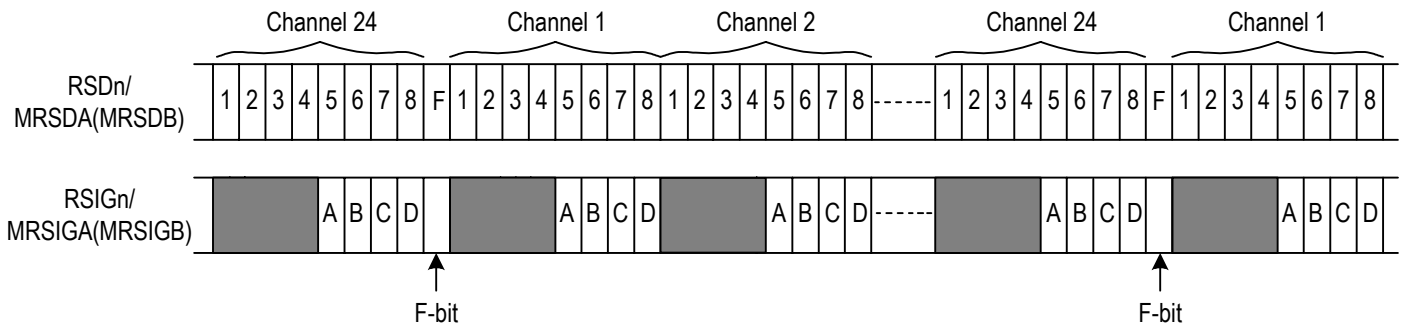 Channel 24 Channel 1 Channel 2 Channel 24 Channel 1
RSDn/
MRSDA(MRSDB)
1 2 3 4 5 6 7 8 F 1 2 3 4 5 6 7 8 1 2 3 4 5 6 7 8 1 2 3 4 5 6 7 8 F 1 2 3 4 5 6 7 8
RSIGn/
MRSIGA(MRSIGB)
A B C D A B C D A B C D A B C D A B C D
F-bit F-bit